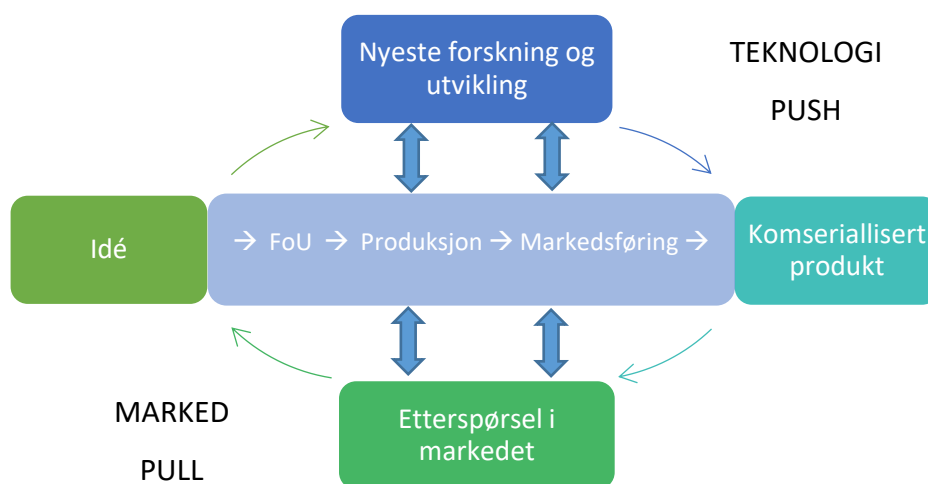 Nyeste forskning og
utvikling
TEKNOLOGI
PUSH
Idé
→ FoU → Produksjon → Markedsføring →
Komseriallisert
produkt
Etterspørsel i
markedet
MARKED
PULL